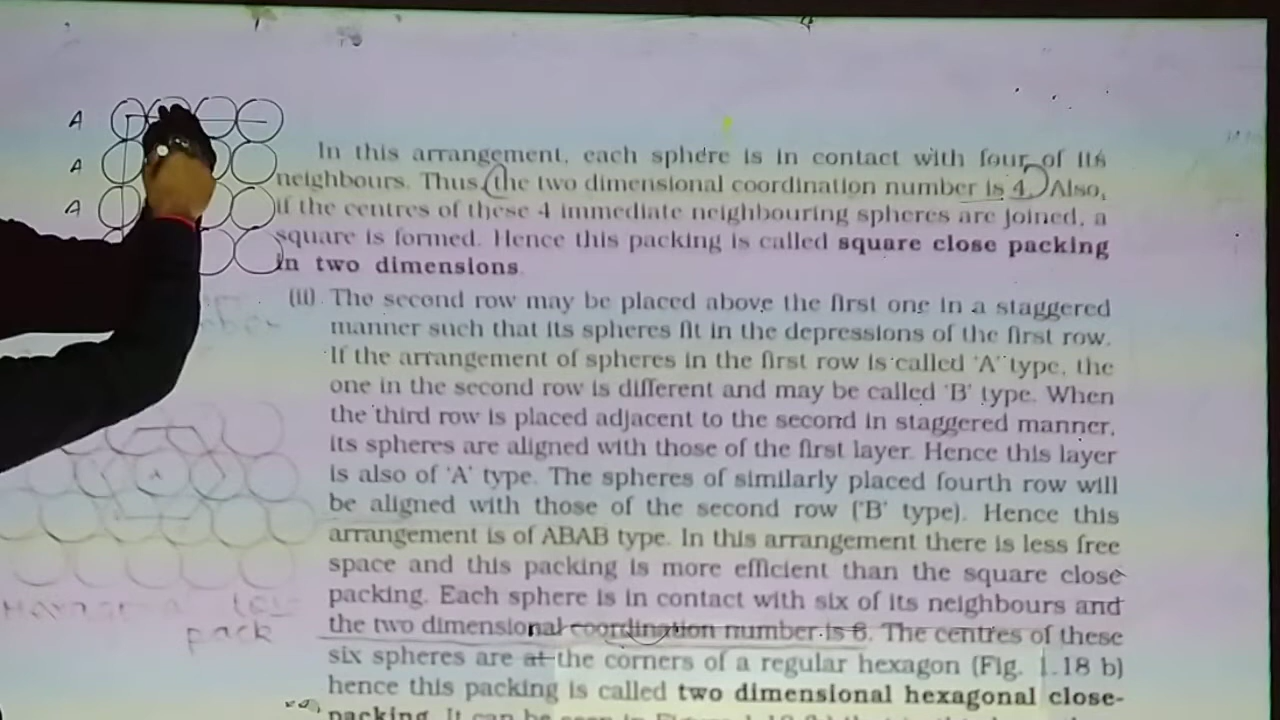 A
A
A
In this arrangement, each sphere is in contact with four of its
neighbours. Thus, the two dimensional coordination number is 4. Also,
if the centres of these 4 immediate neighbouring spheres are joined, a
square is formed. Hence this packing is called square close packing
in two dimensions.
(ii) The second row may be placed above the first one in a staggered
manner such that its spheres fit in the depressions of the first row.
If the arrangement of spheres in the first row is called 'A' type, the
one in the second row is different and may be called 'B' type. When
the third row is placed adjacent to the second in staggered manner,
its spheres are aligned with those of the first layer. Hence this layer
is also of 'A' type. The spheres of similarly placed fourth row will
be aligned with those of the second row ('B' type). Hence this
arrangement is of ABAB type. In this arrangement there is less free
space and this packing is more efficient than the square close
packing. Each sphere is in contact with six of its neighbours and
the two dimensional coordination number is 6. The centres of these
six spheres are at the corners of a regular hexagon (Fig. 1.18 b)
hence this packing is called two dimensional hexagonal close-
packing. It can be seen in Figure
pack